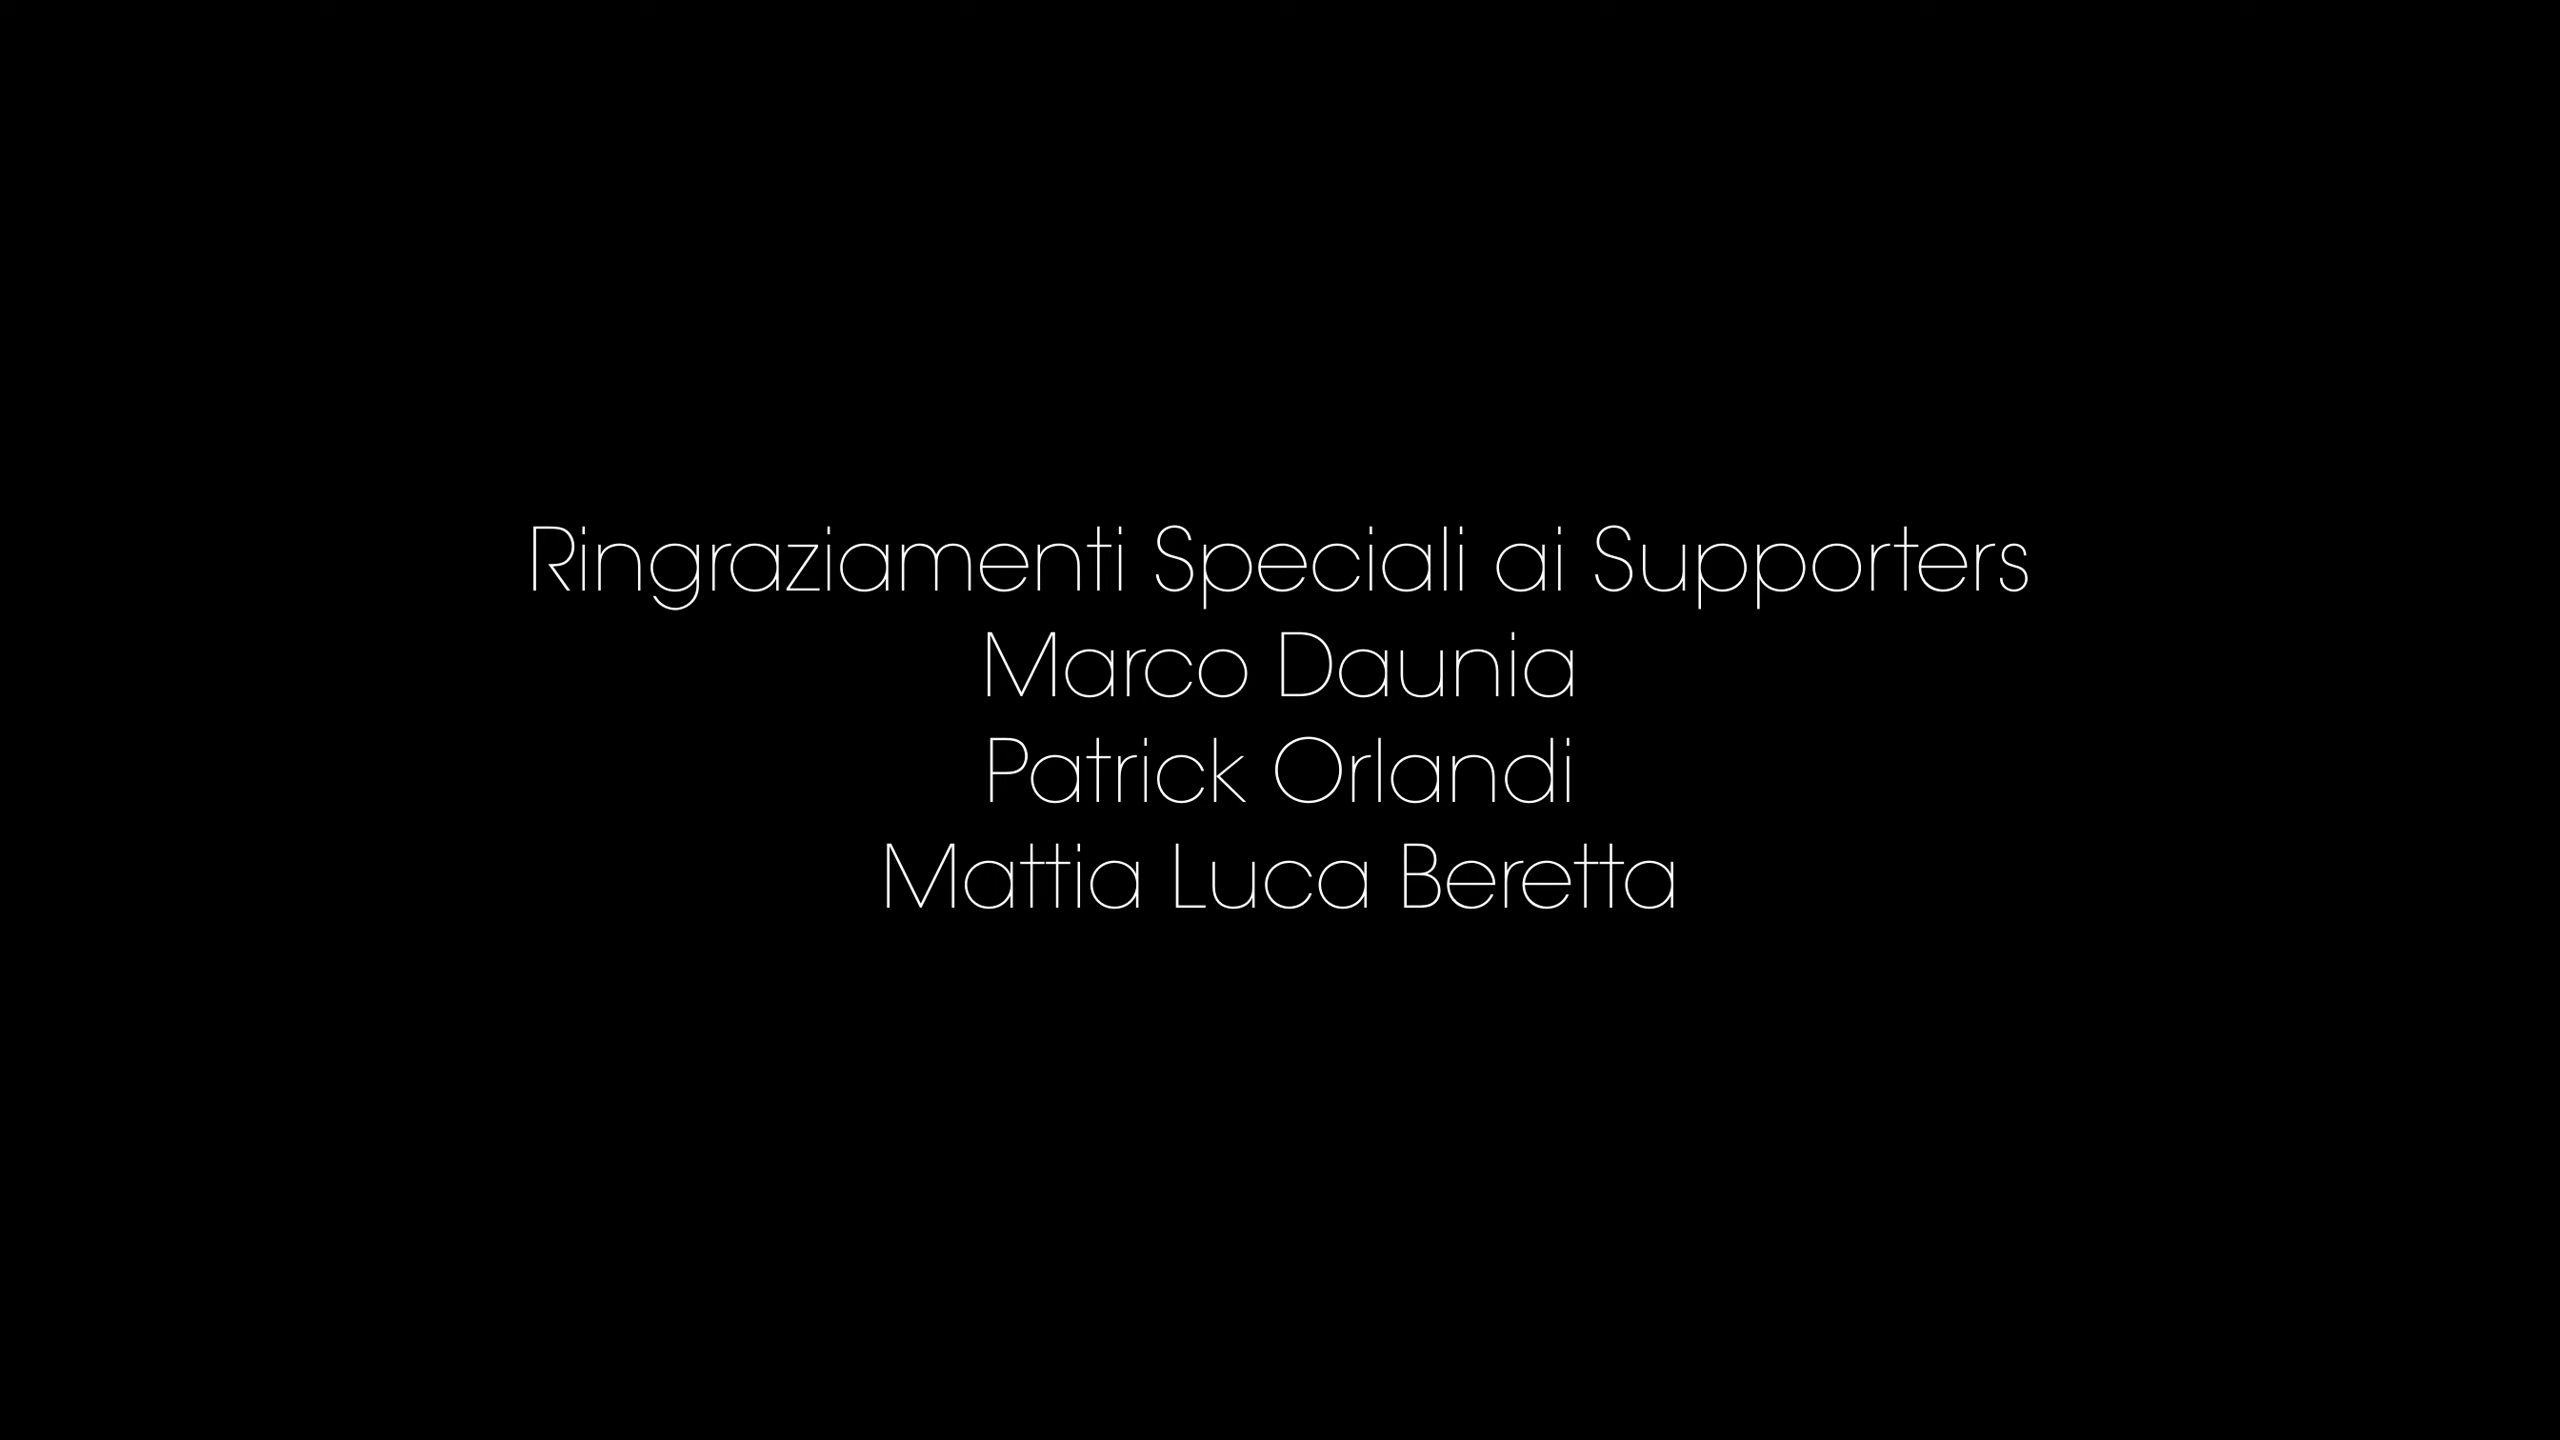 Ringraziamenti Speciali ai Supporters
Marco Daunia
Patrick Orlandi
Mattia Luca Beretta